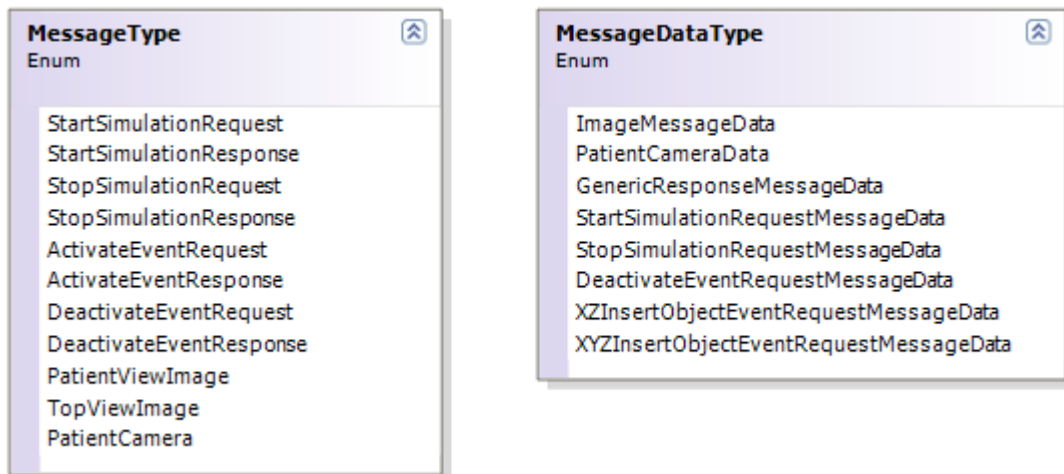 MessageType
Enum
StartSimulationRequest
StartSimulationResponse
StopSimulationRequest
StopSimulationResponse
ActivateEventRequest
ActivateEventResponse
DeactivateEventRequest
DeactivateEventResponse
PatientViewImage
TopViewImage
PatientCamera
MessageDataType
Enum
ImageMessageData
PatientCameraData
GenericResponseMessageData
StartSimulationRequestMessageData
StopSimulationRequestMessageData
DeactivateEventRequestMessageData
XZInsertObjectEventRequestMessageData
XYZInsertObjectEventRequestMessageData